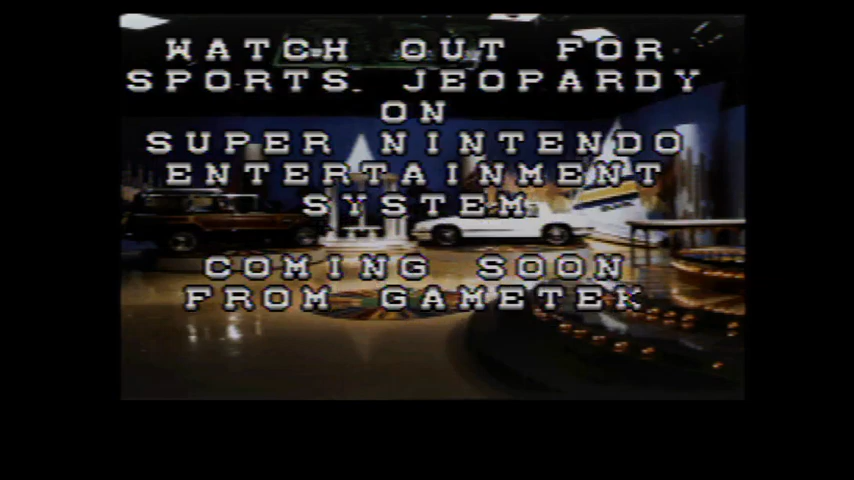 WATCH OUT FOR
SPORTS JEOPARDY
ON
SUPER NINTENDO
ENTERTAINMENT
SYSTEM.
COMING SOON
FROM GAMETEK